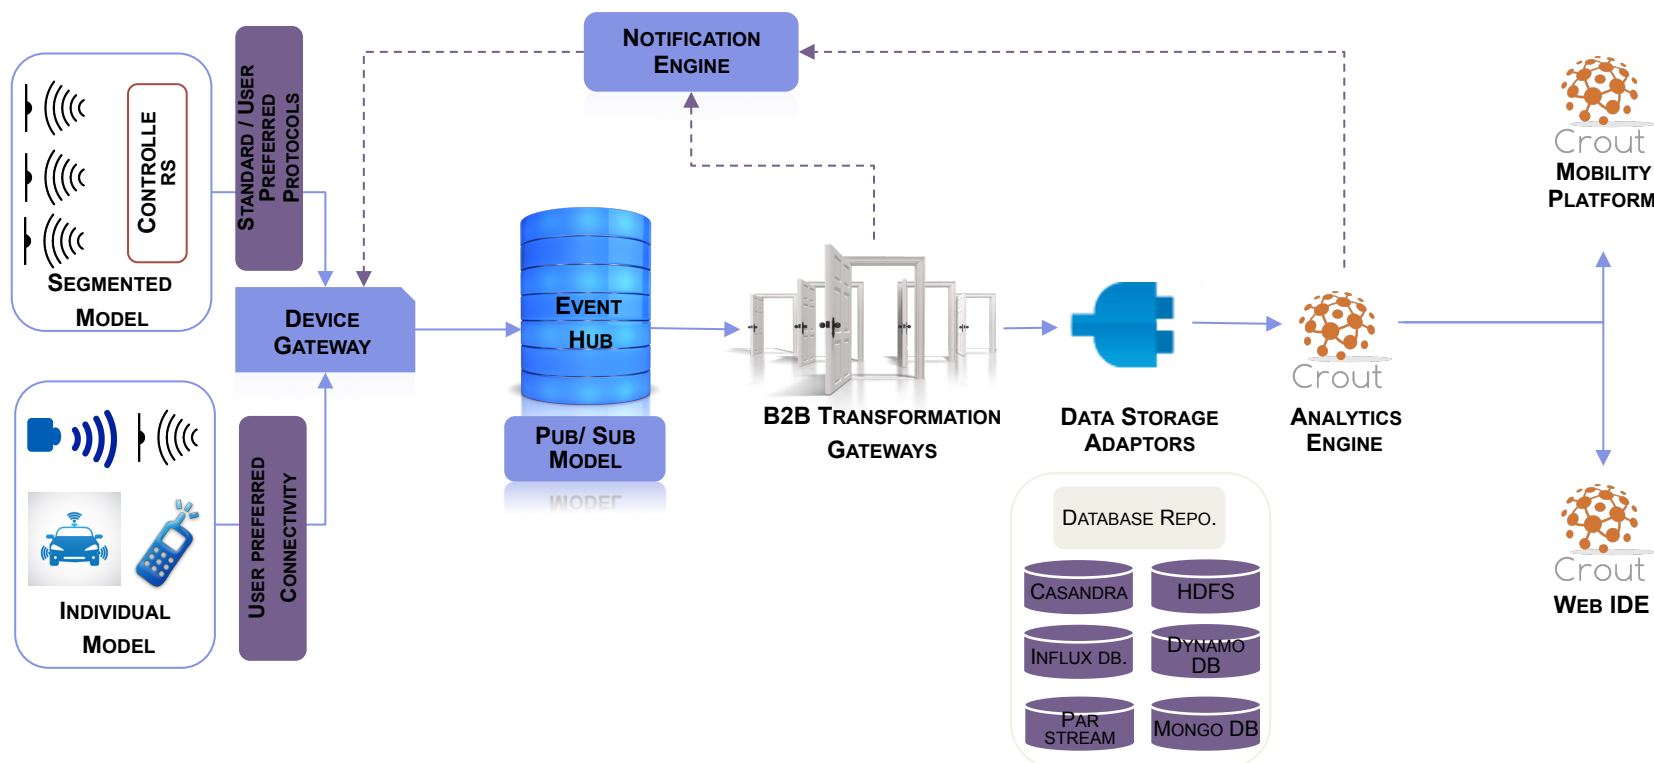 NOTIFICATION
ENGINE
STANDARD / USER
PREFERRED
PROTOCOLS
CONTROLLE
RS
SEGMENTED
MODEL
DEVICE
GATEWAY
EVENT
HUB
PUB/ SUB
MODEL
MODEL
B2B TRANSFORMATION
GATEWAYS
DATA STORAGE
ADAPTORS
Crout
ANALYTICS
ENGINE
Crout
MOBILITY
PLATFORM
Crout
WEB IDE
USER PREFERRED
CONNECTIVITY
INDIVIDUAL
MODEL
DATABASE REPO.
CASANDRA
HDFS
INFLUX DB.
DYNAMO
DB
PAR
STREAM
MONGO DB